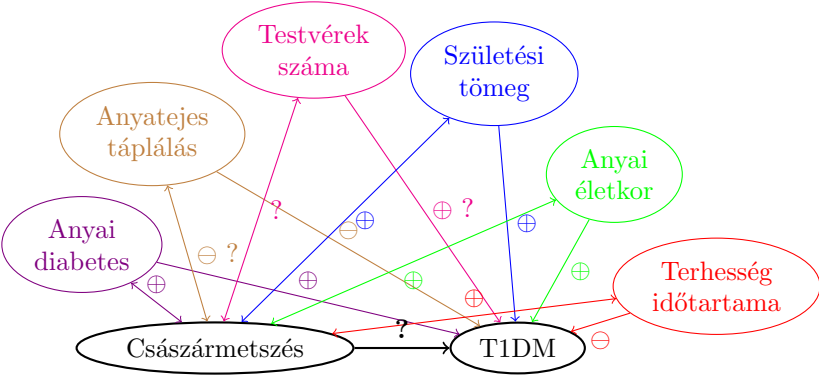 Testvérek
száma
Születési
tömeg
Anyatejes
táplálás
Anyai
életkor
Anyai
diabetes
Terhesség
időtartama
?
⊕ ?
⊕
⊖
⊕
⊖ ?
⊕
⊕
⊕
⊖
⊕
?
⊖
Császármetszés
T1DM